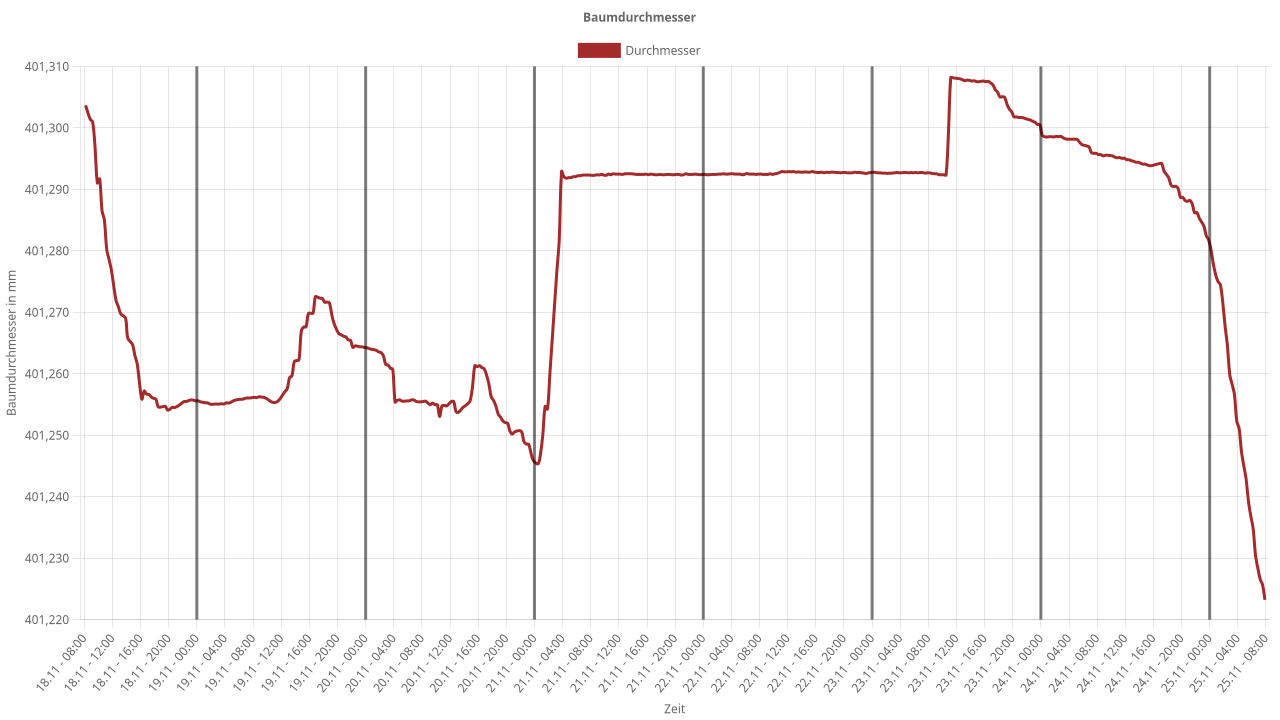 Baumdurchmesser
Durchmesser
Baumdurchmesser in mm
401,310
401,300
401,290
401,280
401,270
401,260
401,250
401,240
401,230
401,220
18.11 - 08:00
18.11 - 12:00
18.11 - 16:00
18.11 - 20:00
19.11 - 00:00
19.11 - 04:00
19.11 - 08:00
19.11 - 12:00
19.11 - 16:00
19.11 - 20:00
20.11 - 00:00
20.11 - 04:00
20.11 - 08:00
20.11 - 12:00
20.11 - 16:00
20.11 - 20:00
21.11 - 00:00
21.11 - 04:00
21.11 - 08:00
21.11 - 12:00
21.11 - 16:00
21.11 - 20:00
22.11 - 00:00
22.11 - 04:00
22.11 - 08:00
22.11 - 12:00
22.11 - 16:00
22.11 - 20:00
23.11 - 00:00
23.11 - 04:00
23.11 - 08:00
23.11 - 12:00
23.11 - 16:00
23.11 - 20:00
24.11 - 00:00
24.11 - 04:00
24.11 - 08:00
24.11 - 12:00
24.11 - 16:00
24.11 - 20:00
25.11 - 00:00
25.11 - 04:00
25.11 - 08:00
Zeit